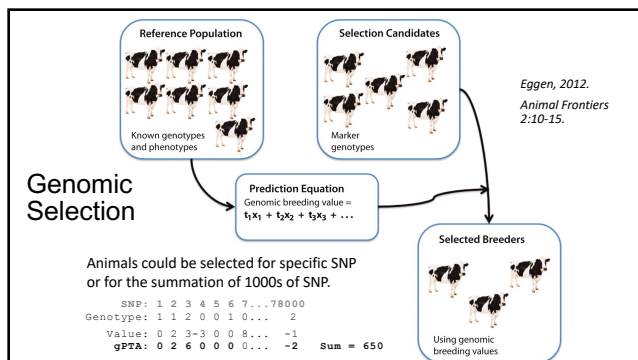 Reference Population
Known genotypes
and phenotypes
Selection Candidates
Marker
genotypes
Eggen, 2012.
Animal Frontiers
2:10-15.
Genomic
Selection
Prediction Equation
Genomic breeding value =
t₁x₁ + t₂x₂ + t₃x₃ + ...
Selected Breeders
Using genomic
breeding values
Animals could be selected for specific SNP
or for the summation of 1000s of SNP.
SNP: 1 2 3 4 5 6 7...78000
Genotype: 1 1 2 0 0 1 0... 2
Value: 0 2 3-3 0 0 8... -1
gPTA: 0 2 6 0 0 0 0... -2 Sum = 650